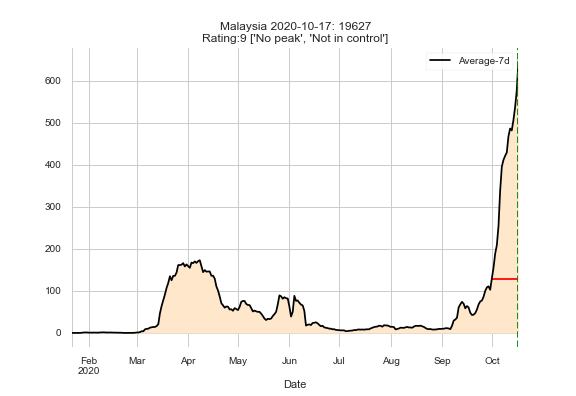 Malaysia 2020-10-17: 19627
Rating:9 ['No peak', 'Not in control']
Average-7d
600
500
400
300
200
100
0
Feb Mar Apr May Jun Jul Aug Sep Oct
2020
Date